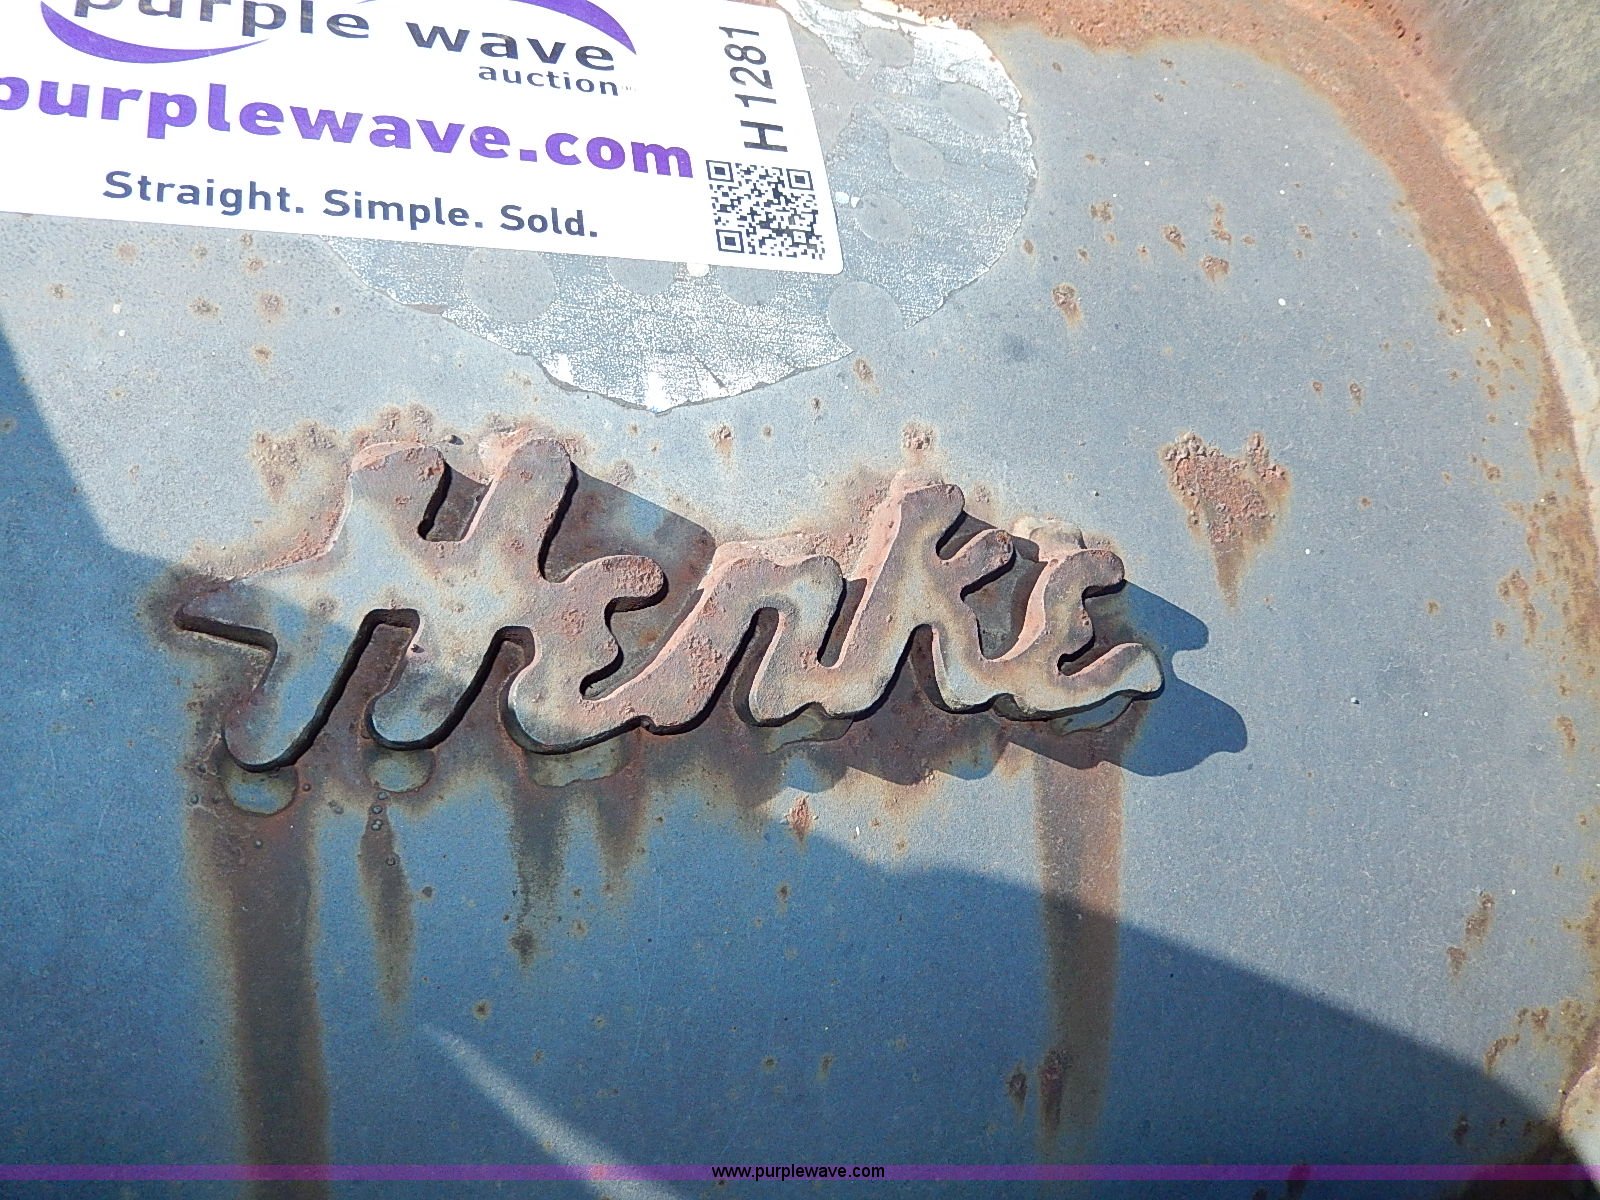 purple wave
auction
purplewave.com
Straight. Simple. Sold.
H1281
Henke
www.purplewave.com